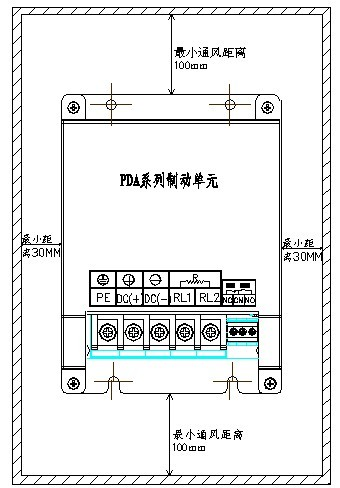 最小通风距离
100mm
PDA系列制动单元
最小距
离30MM
最小距
离30MM
R
PE DC(+) DC(-) RL1 RL2 NC CN NO
最小通风距离
100mm